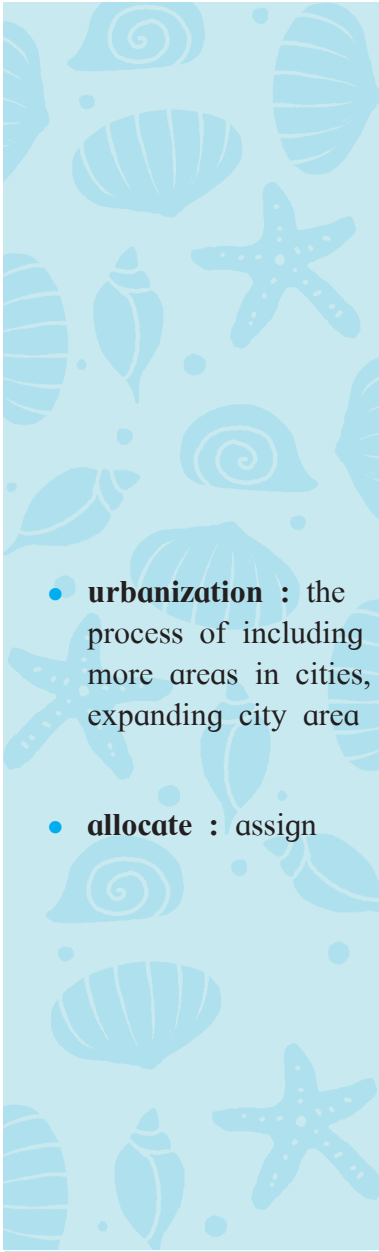 • urbanization : the
process of including
more areas in cities,
expanding city area
• allocate : assign